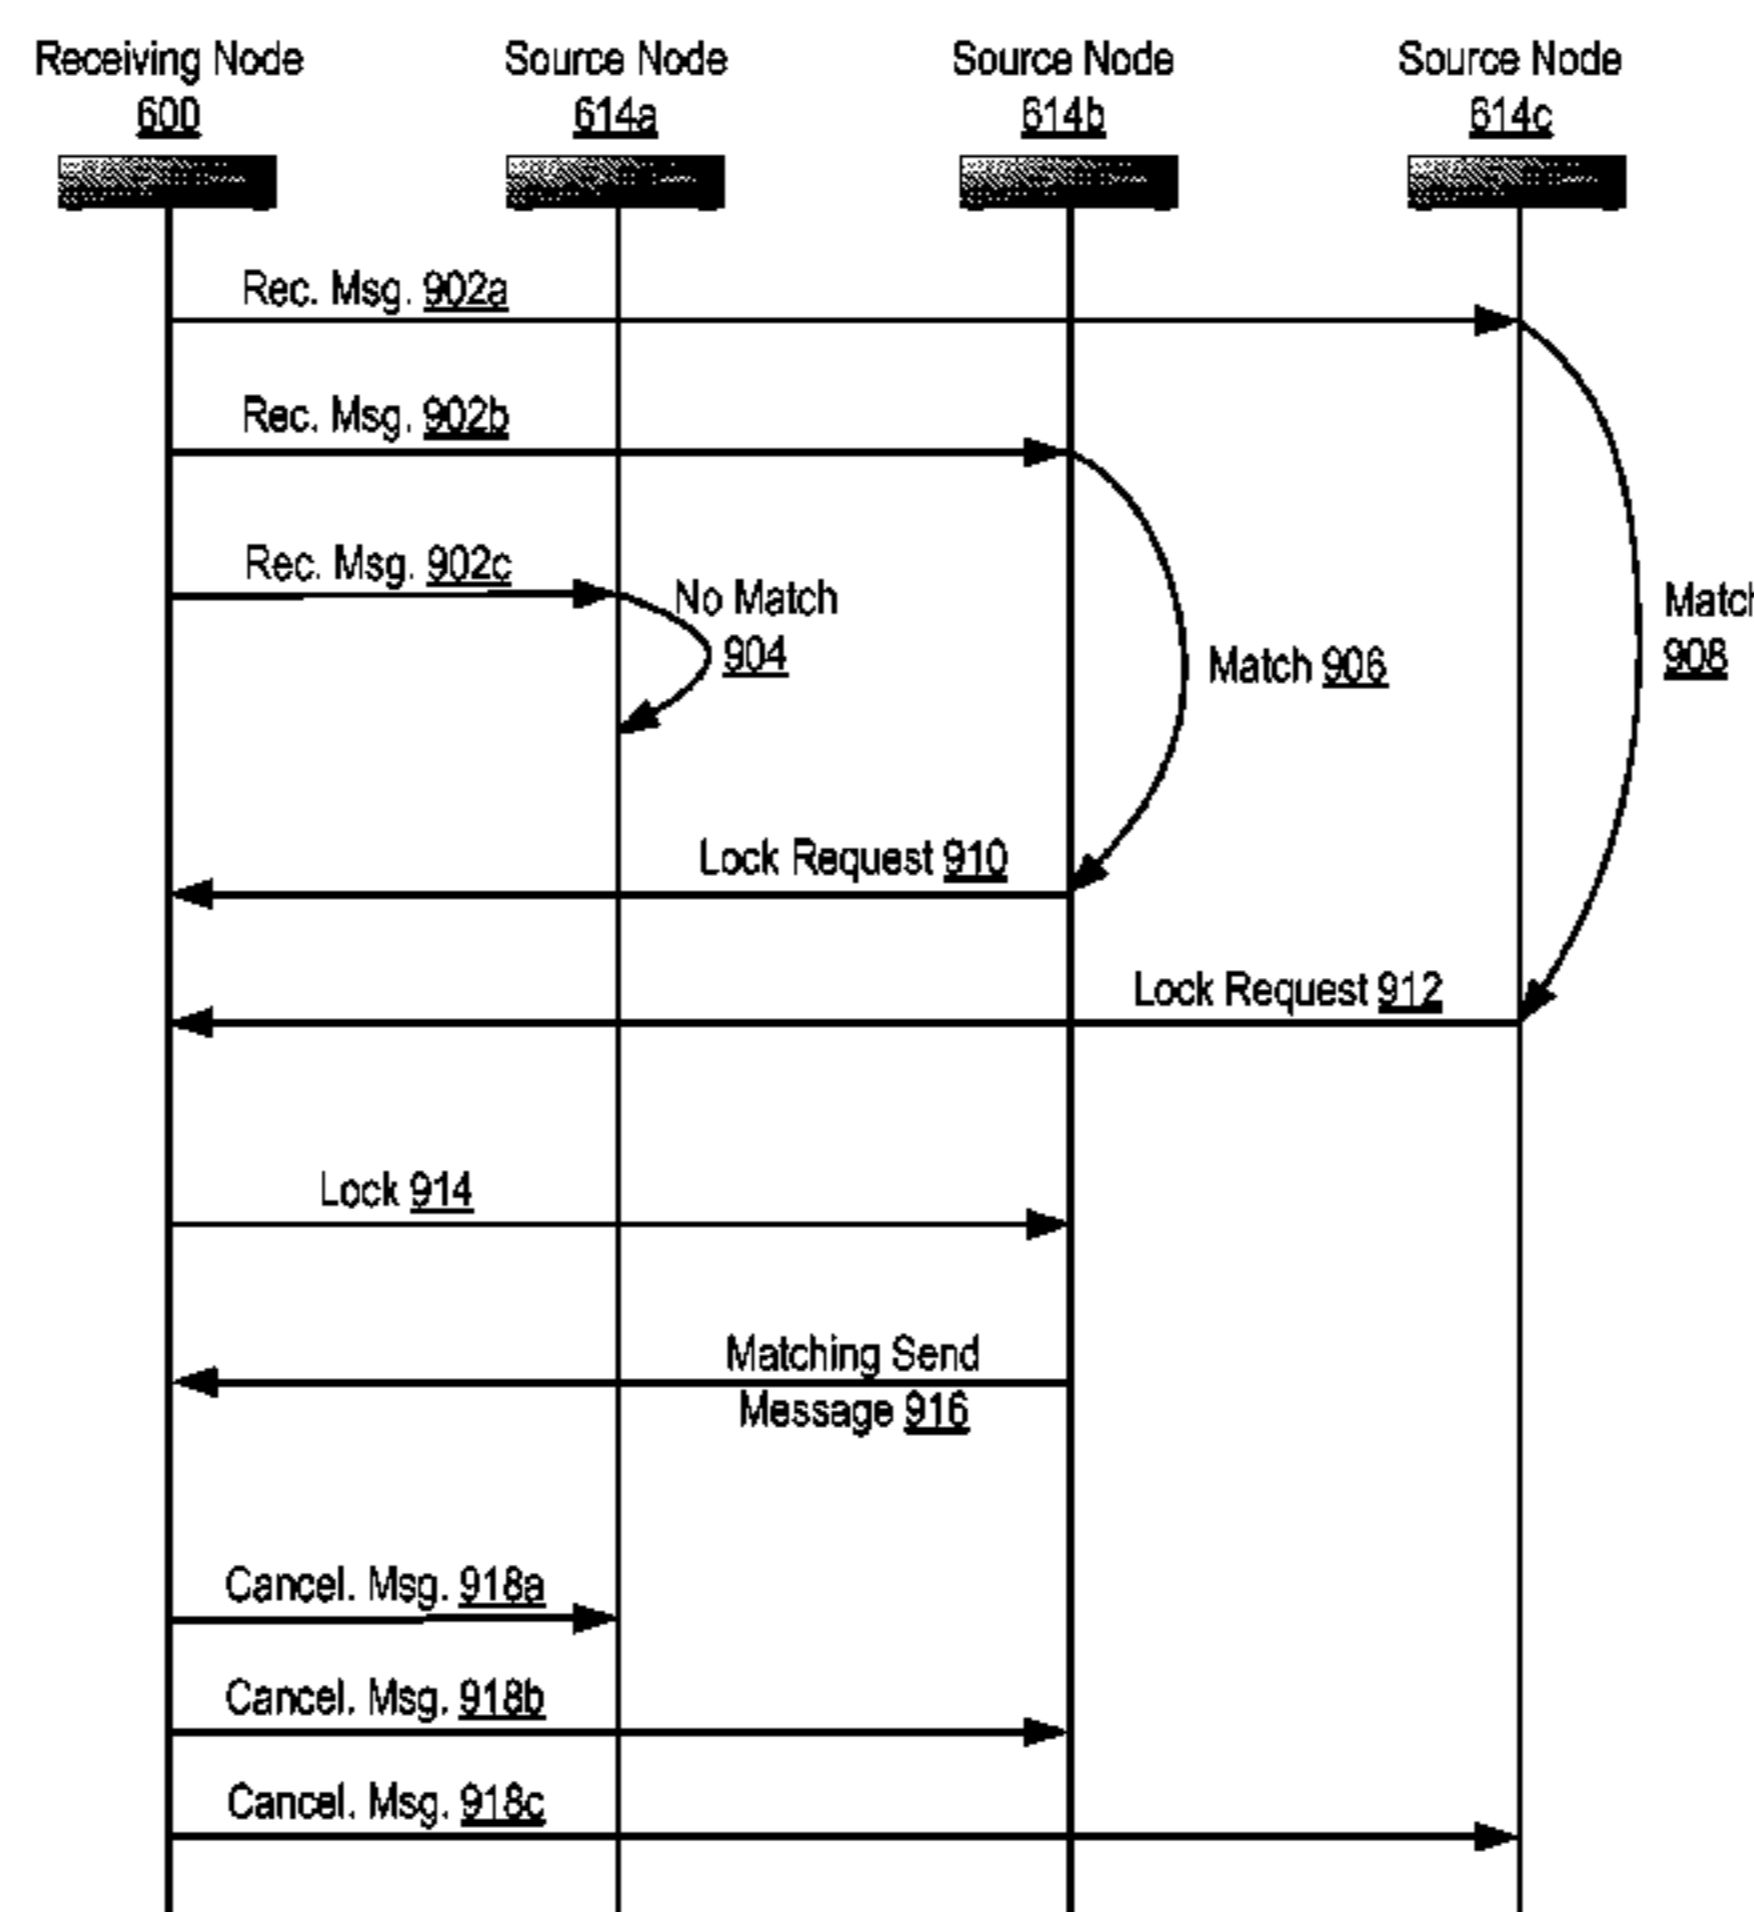 Receiving Node
600
Source Node
614a
Source Node
614b
Source Node
614c
Rec. Msg. 902a
Rec. Msg. 902b
Rec. Msg. 902c
No Match
904
Match 906
Match
908
Lock Request 910
Lock Request 912
Lock 914
Matching Send
Message 916
Cancel. Msg. 918a
Cancel. Msg. 918b
Cancel. Msg. 918c